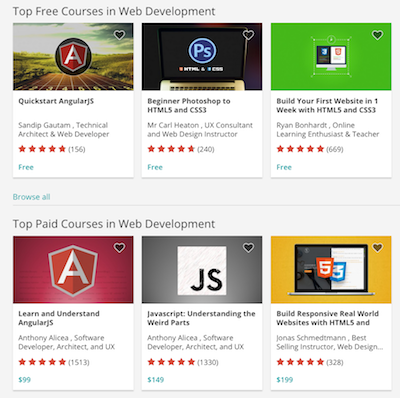 Top Free Courses in Web Development
Quickstart AngularJS
Sandip Gautam , Technical
Architect & Web Developer
(156)
Free
Ps
HTML & CSS
Beginner Photoshop to
HTML5 and CSS3
Mr Carl Heaton , UX Consultant
and Web Design Instructor
(240)
Free
Build Your First Website in 1
Week with HTML5 and CSS3
Ryan Bonhardt , Online
Learning Enthusiast & Teacher
(669)
Free
Browse all
Top Paid Courses in Web Development
Learn and Understand
AngularJS
Anthony Alicea , Software
Developer, Architect, and UX
(1513)
$99
JS
Javascript: Understanding the
Weird Parts
Anthony Alicea , Software
Developer, Architect, and UX
(1330)
$149
Build Responsive Real World
Websites with HTML5 and
Jonas Schmedtmann , Best
Selling Instructor, Web Design...
(328)
$199